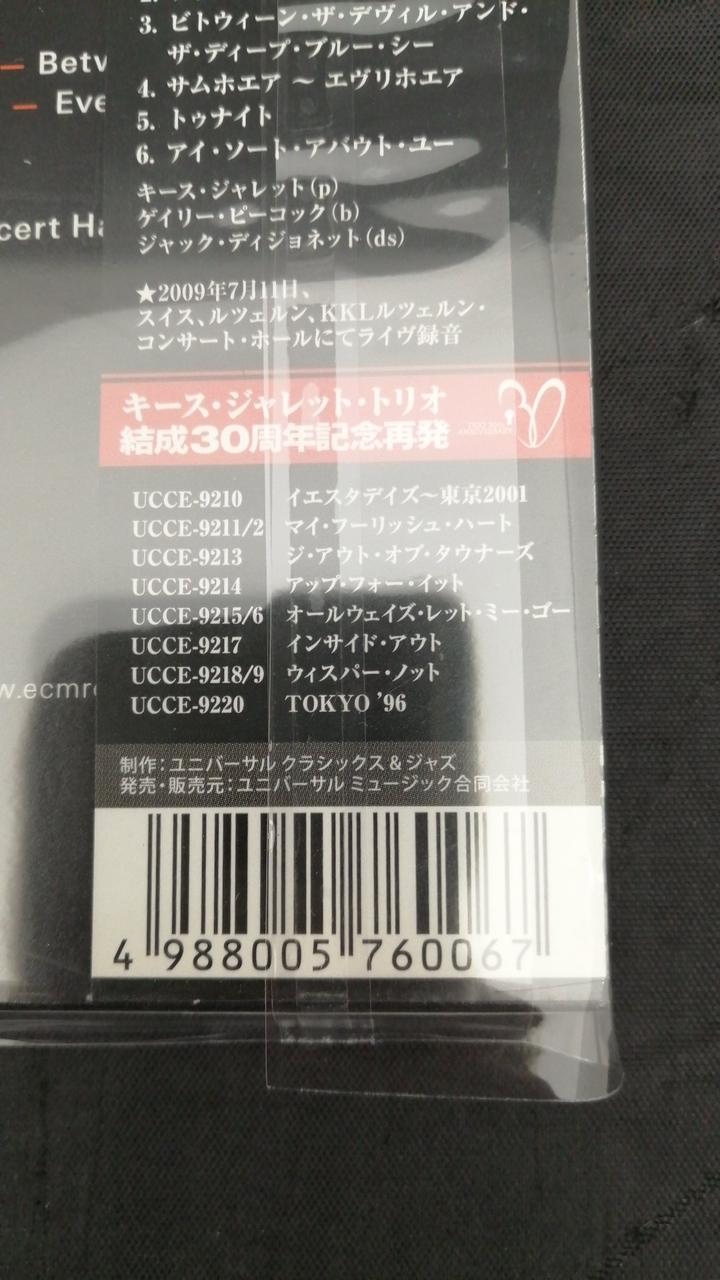 3. ビトウィーン・ザ・デヴィル・アンド・
ザ・ディープ・ブルー・シー
— Betw
4. サムホエア 〜 エヴリホエア
— Eve
5. トゥナイト
6. アイ・ソート・アバウト・ユー
キース・ジャレット(p)
ゲイリー・ピーコック(b)
cert Ha
ジャック・ディジョネット(ds)
★2009年7月11日、
スイス、ルツェルン、KKLルツェルン・
コンサート・ホールにてライヴ録音
キース・ジャレット・トリオ
結成30周年記念再発
30
UCCE-9210 イエスタデイズ〜東京2001
UCCE-9211/2 マイ・フーリッシュ・ハート
UCCE-9213 ジ・アウト・オブ・タウナーズ
UCCE-9214 アップ・フォー・イット
UCCE-9215/6 オールウェイズ・レット・ミー・ゴー
UCCE-9217 インサイド・アウト
UCCE-9218/9 ウィスパー・ノット
w.ecmre
UCCE-9220 TOKYO '96
制作：ユニバーサル クラシックス＆ジャズ
発売・販売元：ユニバーサル ミュージック合同会社
4 988005 760067